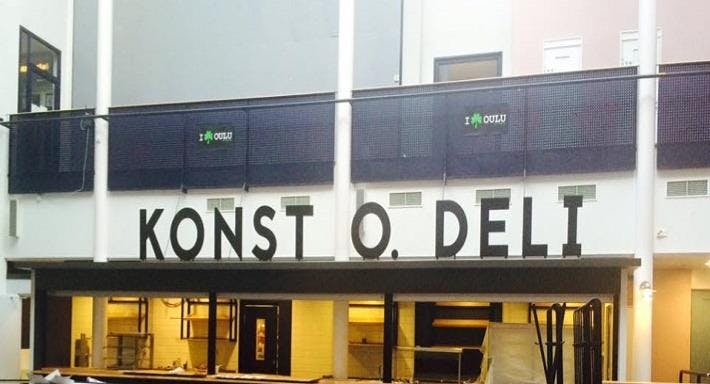 I ☘ OULU
I ☘ OULU
KONST O. DELI